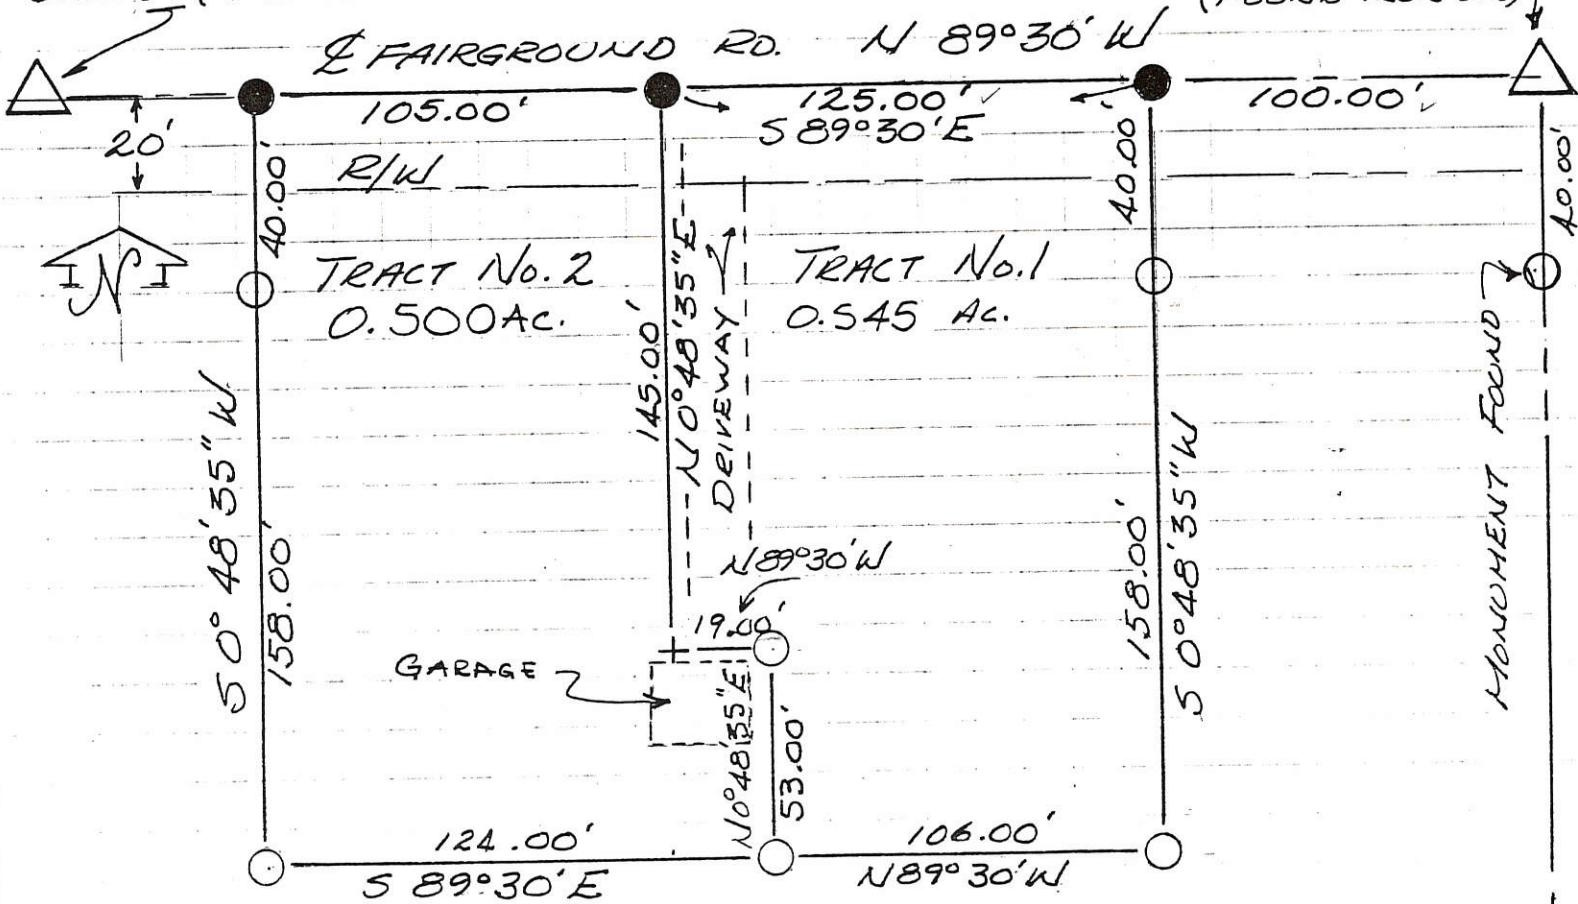 ℄ FAIRGROUND RD. N 89°30' W
105.00'
125.00'
S 89°30' E
100.00'
20'
R/W
40.00'
40.00'
40.00'
N
TRACT No. 2
0.500 AC.
TRACT No. 1
0.545 AC.
145.00'
N 0°48'35" E
DRIVEWAY
MONUMENT FOUND
S 0°48'35" W
158.00'
N 89°30' W
19.00'
158.00'
S 0°48'35" W
GARAGE
N 0°48'35" E
53.00'
124.00'
S 89°30' E
106.00'
N 89°30' W